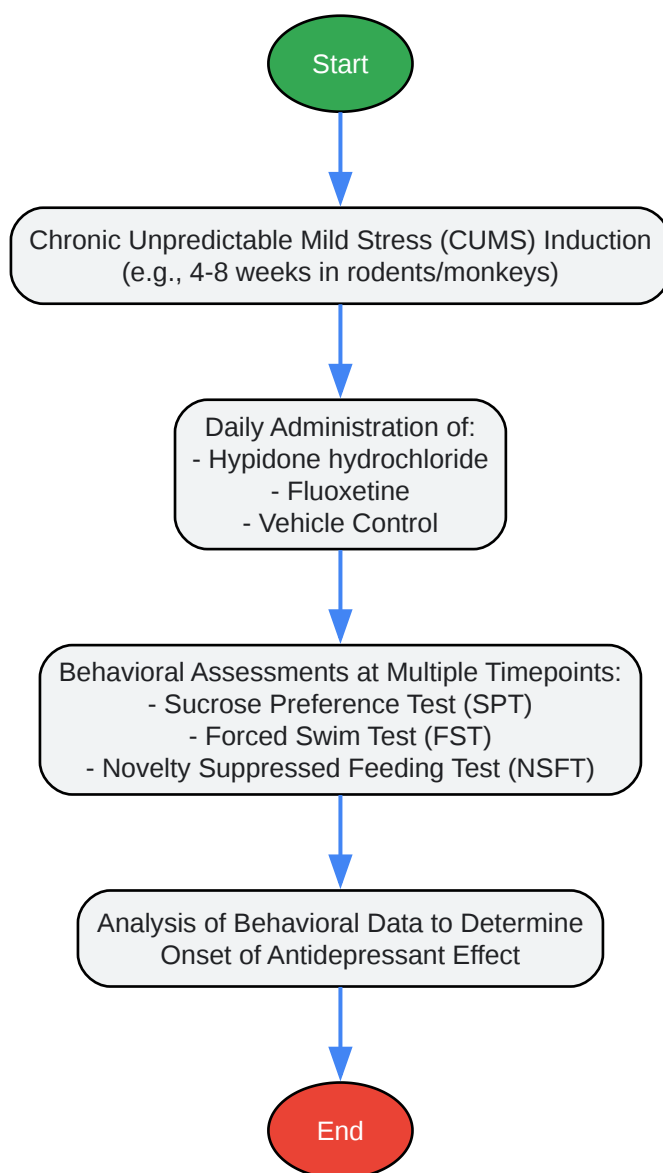 Start
Chronic Unpredictable Mild Stress (CUMS) Induction
(e.g., 4-8 weeks in rodents/monkeys)
Daily Administration of:
- Hypidone hydrochloride
- Fluoxetine
- Vehicle Control
Behavioral Assessments at Multiple Timepoints:
- Sucrose Preference Test (SPT)
- Forced Swim Test (FST)
- Novelty Suppressed Feeding Test (NSFT)
Analysis of Behavioral Data to Determine
Onset of Antidepressant Effect
End